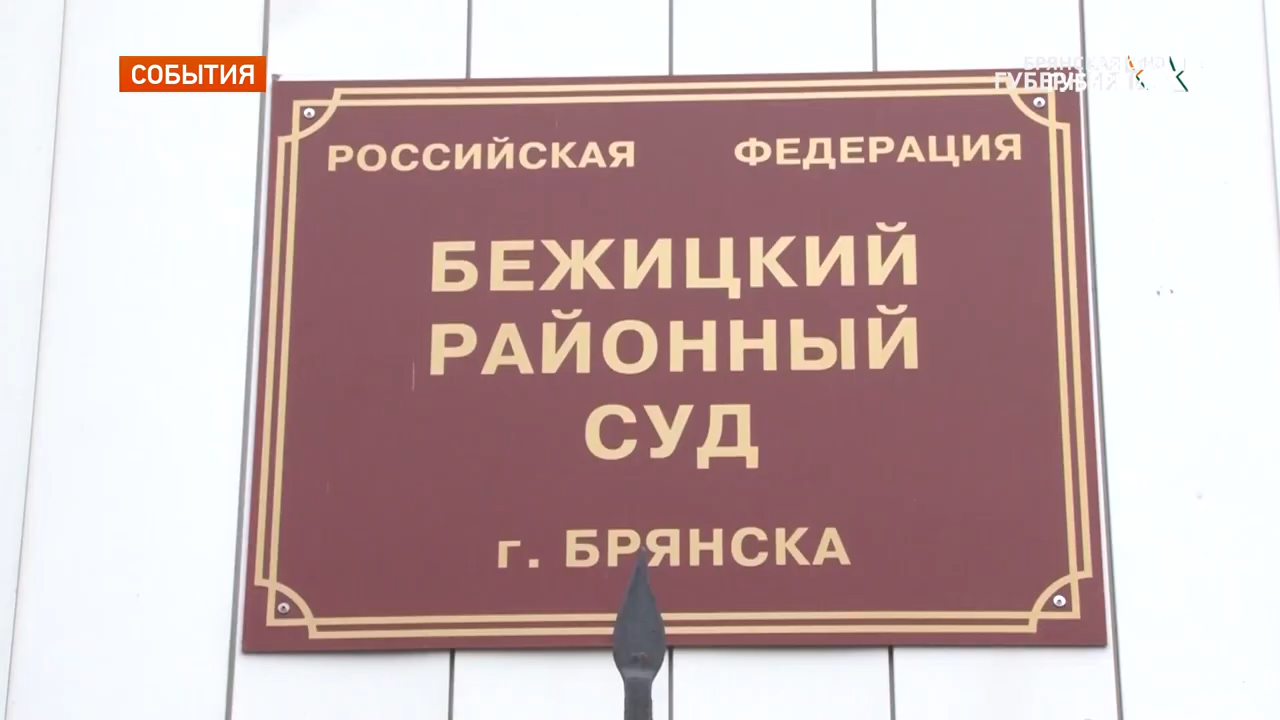 СОБЫТИЯ
РОССИЙСКАЯ ФЕДЕРАЦИЯ
БЕЖИЦКИЙ
РАЙОННЫЙ
СУД
г. БРЯНСКА